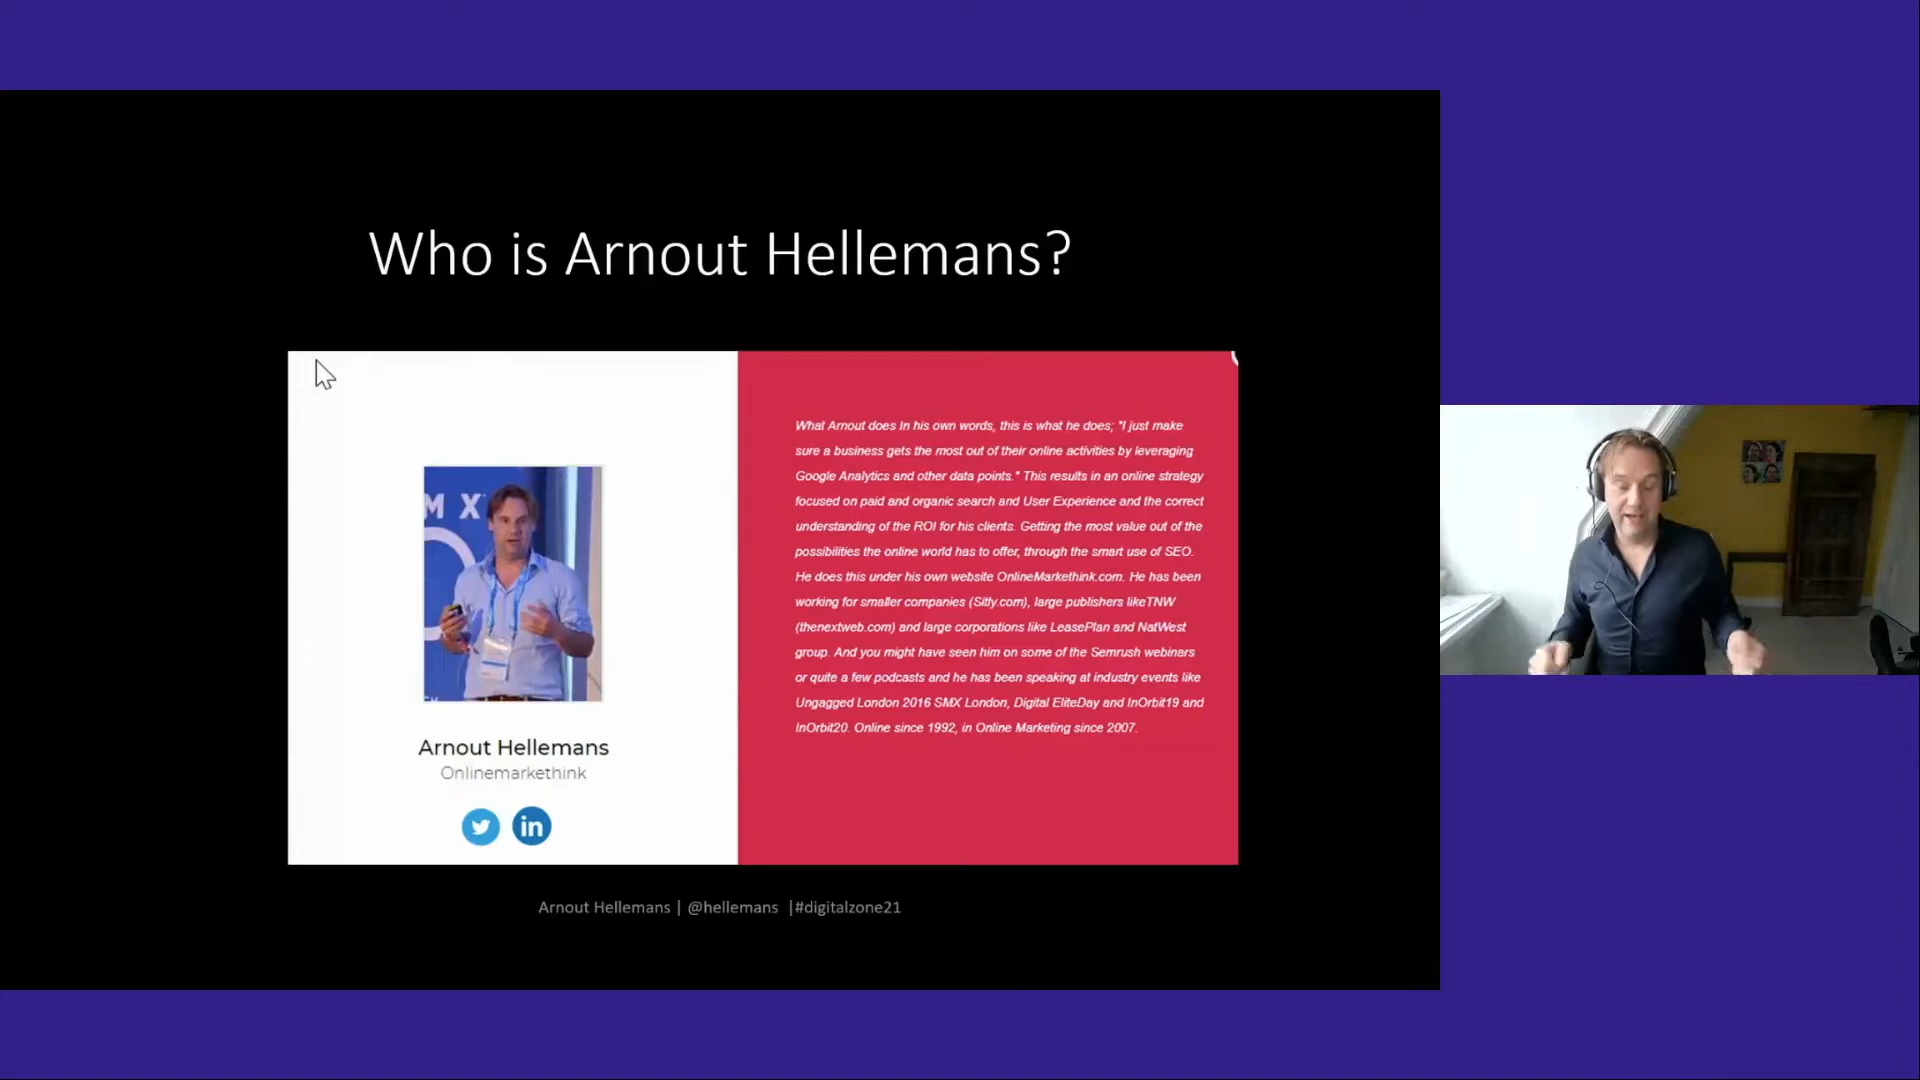 Who is Arnout Hellemans?
M X
Arnout Hellemans
Onlinemarkethink
in
What Arnout does In his own words, this is what he does; "I just make
sure a business gets the most out of their online activities by leveraging
Google Analytics and other data points." This results in an online strategy
focused on paid and organic search and User Experience and the correct
understanding of the ROI for his clients. Getting the most value out of the
possibilities the online world has to offer, through the smart use of SEO.
He does this under his own website OnlineMarkethink.com. He has been
working for smaller companies (Sitly.com), large publishers likeTNW
(thenextweb.com) and large corporations like LeasePlan and NatWest
group. And you might have seen him on some of the Semrush webinars
or quite a few podcasts and he has been speaking at industry events like
Ungagged London 2016 SMX London, Digital EliteDay and InOrbit19 and
InOrbit20. Online since 1992, in Online Marketing since 2007.
Arnout Hellemans | @hellemans |#digitalzone21